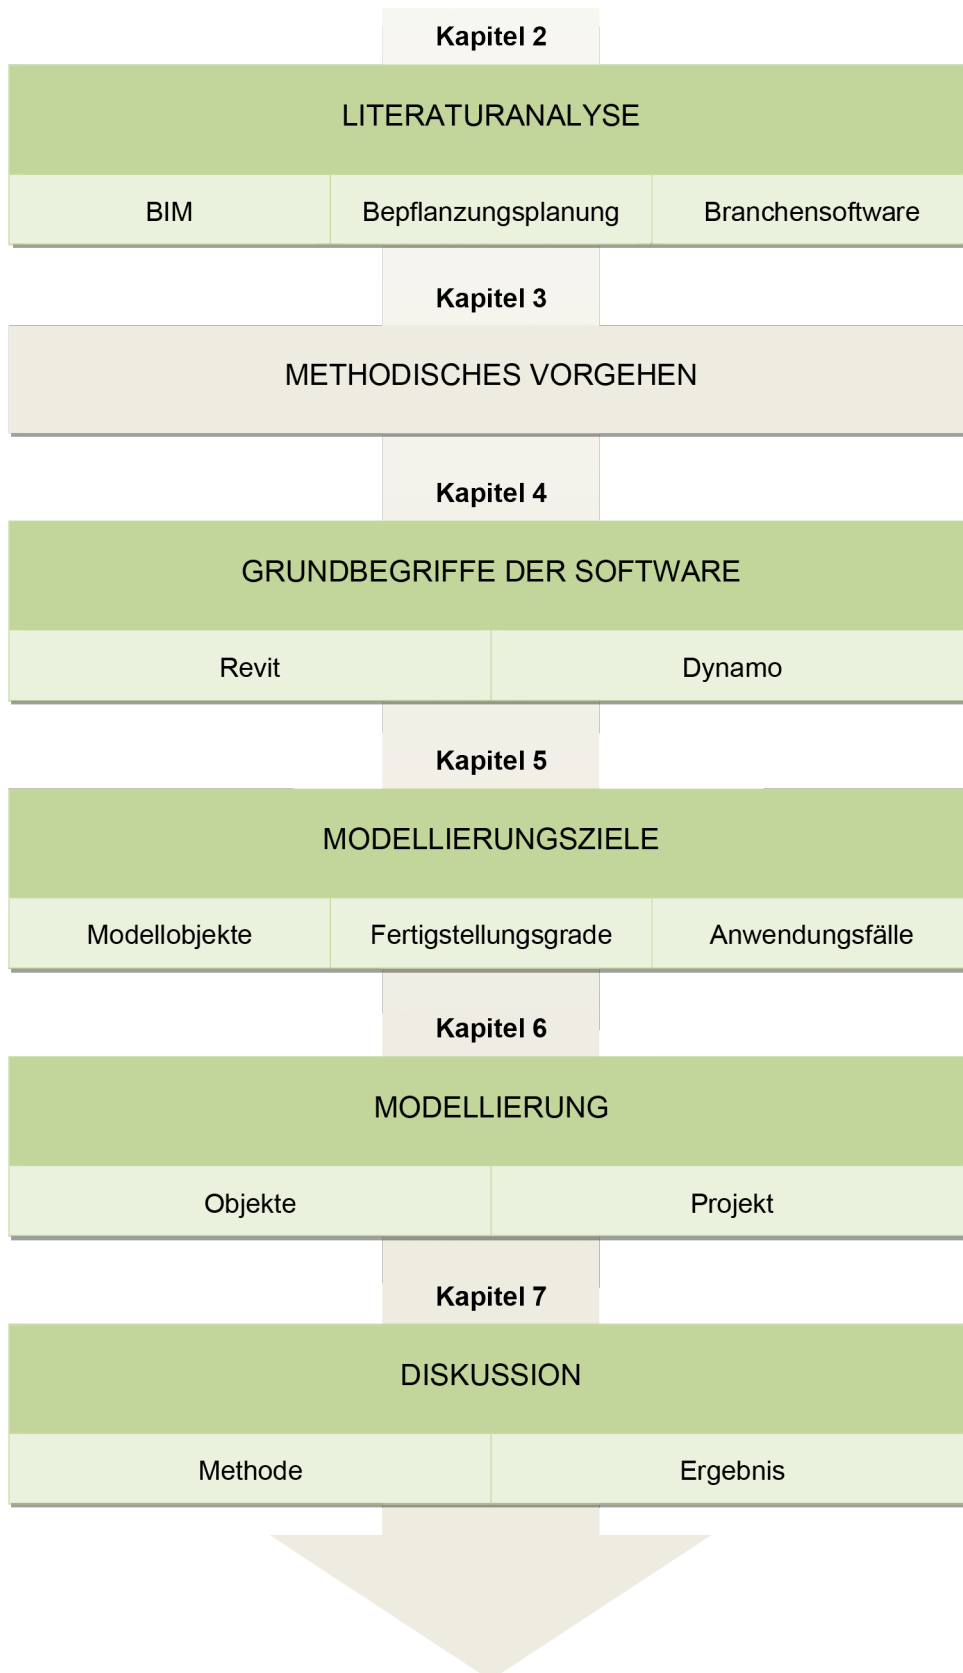 Kapitel 2
LITERATURANALYSE
BIM
Bepflanzungsplanung
Branchensoftware
Kapitel 3
METHODISCHES VORGEHEN
Kapitel 4
GRUNDBEGRIFFE DER SOFTWARE
Revit
Dynamo
Kapitel 5
MODELLIERUNGSZIELE
Modellobjekte
Fertigstellungsgrade
Anwendungsfälle
Kapitel 6
MODELLIERUNG
Objekte
Projekt
Kapitel 7
DISKUSSION
Methode
Ergebnis